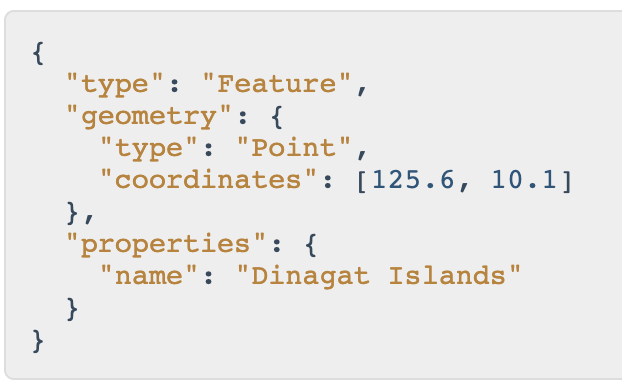 {
  "type": "Feature",
  "geometry": {
    "type": "Point",
    "coordinates": [125.6, 10.1]
  },
  "properties": {
    "name": "Dinagat Islands"
  }
}